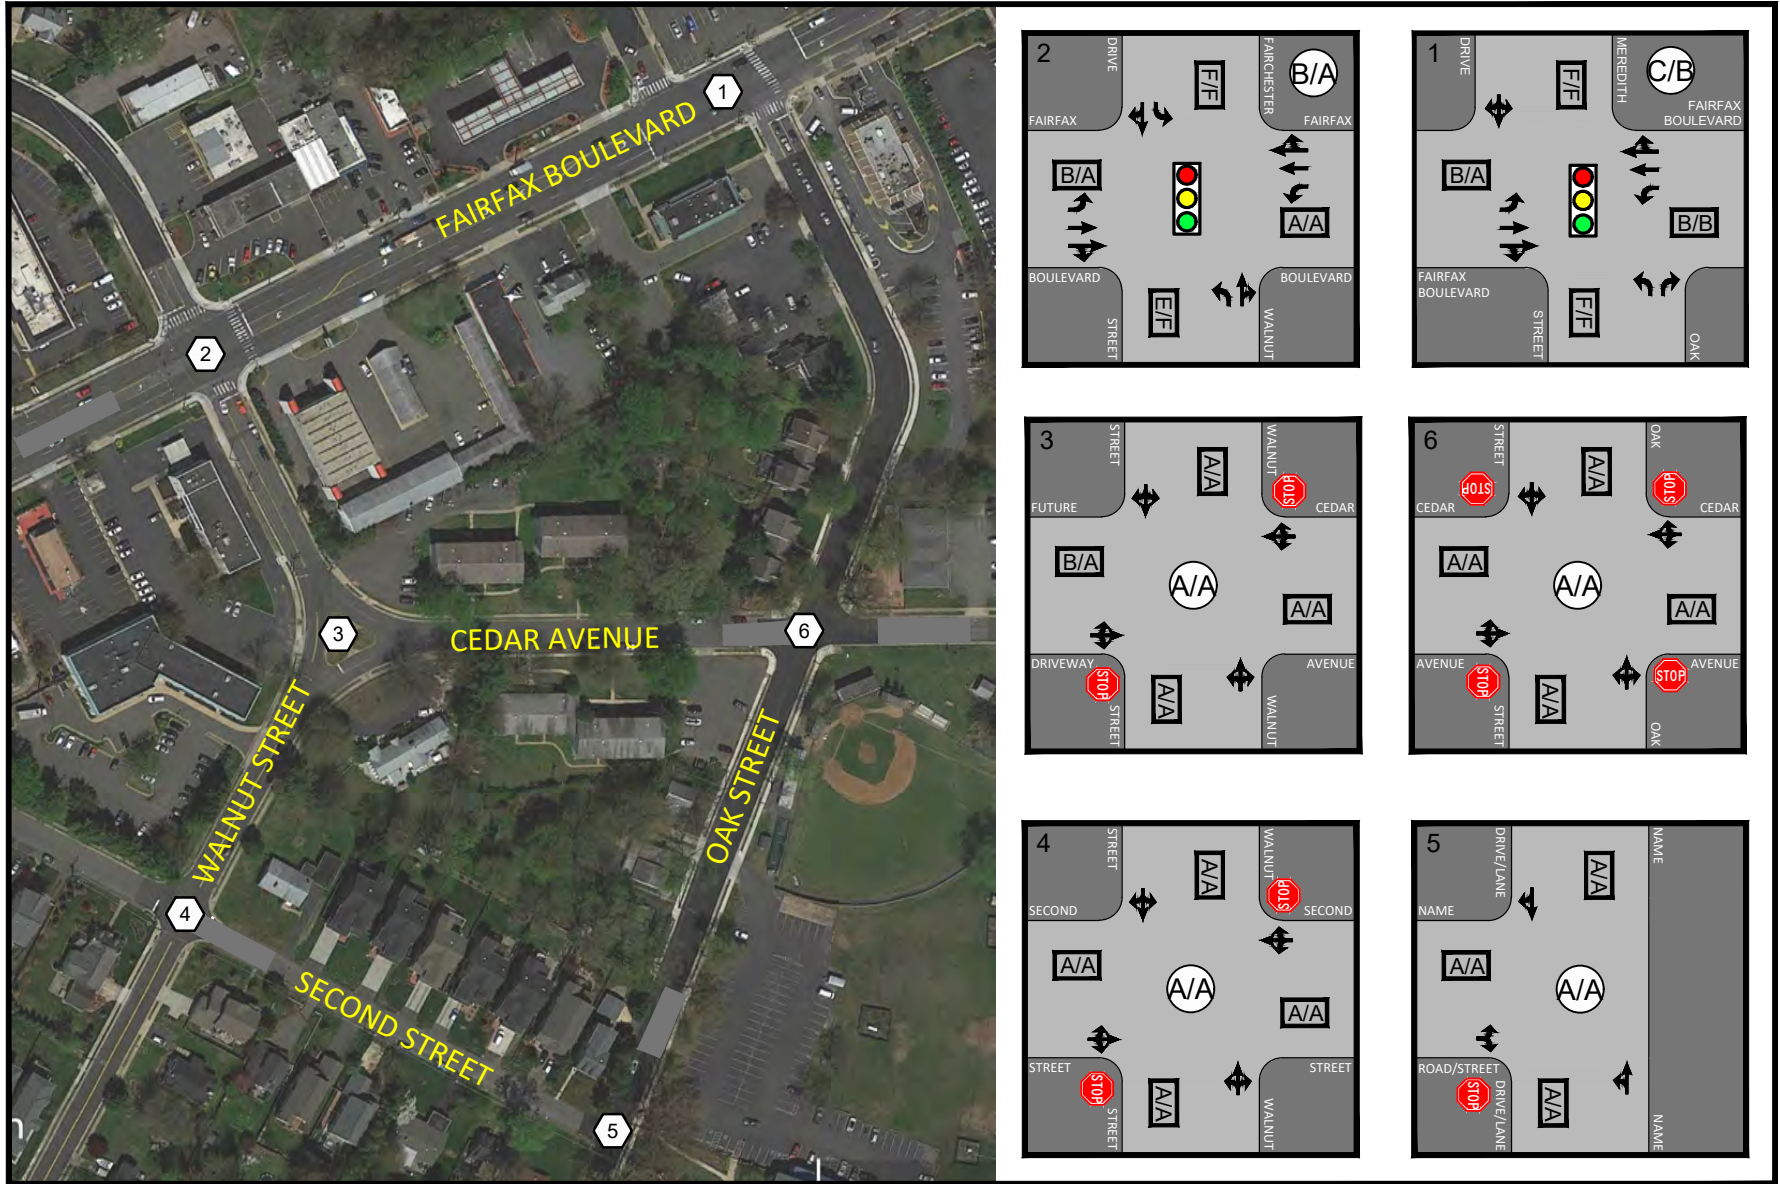 FAIRFAX BOULEVARD
1
2
3
CEDAR AVENUE
6
WALNUT STREET
OAK STREET
4
SECOND STREET
5
2
DRIVE
F/F
FAIRCHESTER
B/A
FAIRFAX
FAIRFAX
B/A
A/A
BOULEVARD
BOULEVARD
STREET
E/F
WALNUT
1
DRIVE
F/F
MEREDITH
C/B
FAIRFAX
BOULEVARD
B/A
B/B
FAIRFAX
BOULEVARD
STREET
F/F
OAK
3
STREET
A/A
WALNUT
STOP
FUTURE
CEDAR
B/A
A/A
A/A
DRIVEWAY
AVENUE
STOP
STREET
A/A
WALNUT
6
STREET
STOP
A/A
OAK
STOP
CEDAR
CEDAR
A/A
A/A
A/A
AVENUE
AVENUE
STOP
STOP
STREET
A/A
OAK
4
STREET
A/A
WALNUT
STOP
SECOND
SECOND
A/A
A/A
A/A
STREET
STREET
STOP
STREET
A/A
WALNUT
5
DRIVE/LANE
A/A
NAME
NAME
A/A
A/A
ROAD/STREET
STOP
DRIVE/LANE
A/A
NAME